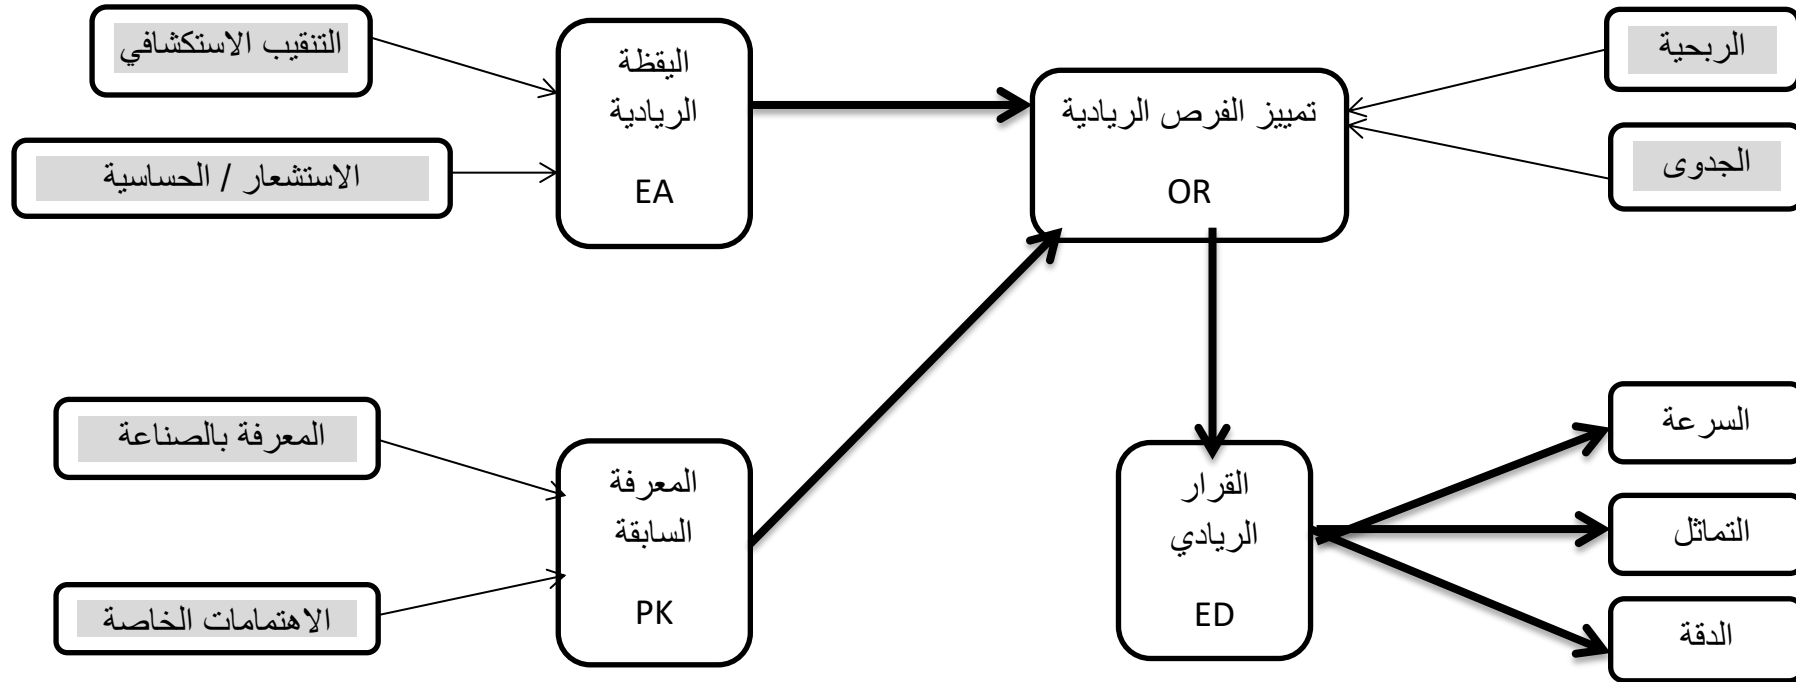 التنقيب الاستكشافي
الاستشعار / الحساسية
اليقظة
الريادية
EA
تمييز الفرص الريادية
OR
الربحية
الجدوى
المعرفة بالصناعة
الاهتمامات الخاصة
المعرفة
السابقة
PK
القرار
الريادي
ED
السرعة
التماثل
الدقة